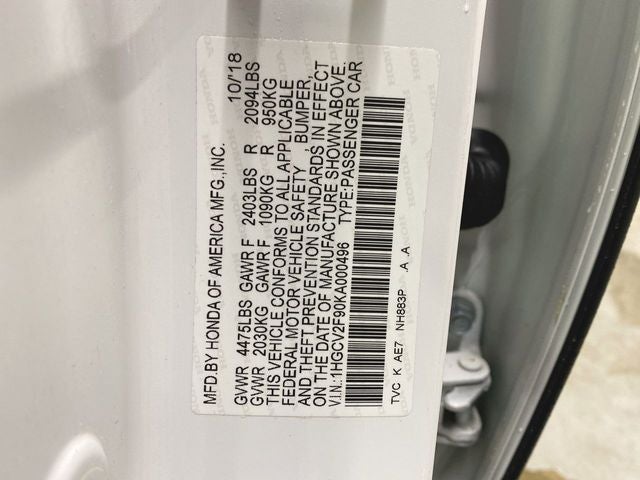 MFD.BY HONDA OF AMERICA MFG.,INC. 10/'18
GVWR 4475LBS GAWR F 2403LBS R 2094LBS
GVWR 2030KG GAWR F 1090KG R 950KG
THIS VEHICLE CONFORMS TO ALL APPLICABLE
FEDERAL MOTOR VEHICLE SAFETY , BUMPER,
AND THEFT PREVENTION STANDARDS IN EFFECT
ON THE DATE OF MANUFACTURE SHOWN ABOVE.
V.I.N.:1HGCV2F90KA000496 TYPE:PASSENGER CAR
TVC K AE7 NH883P A .A